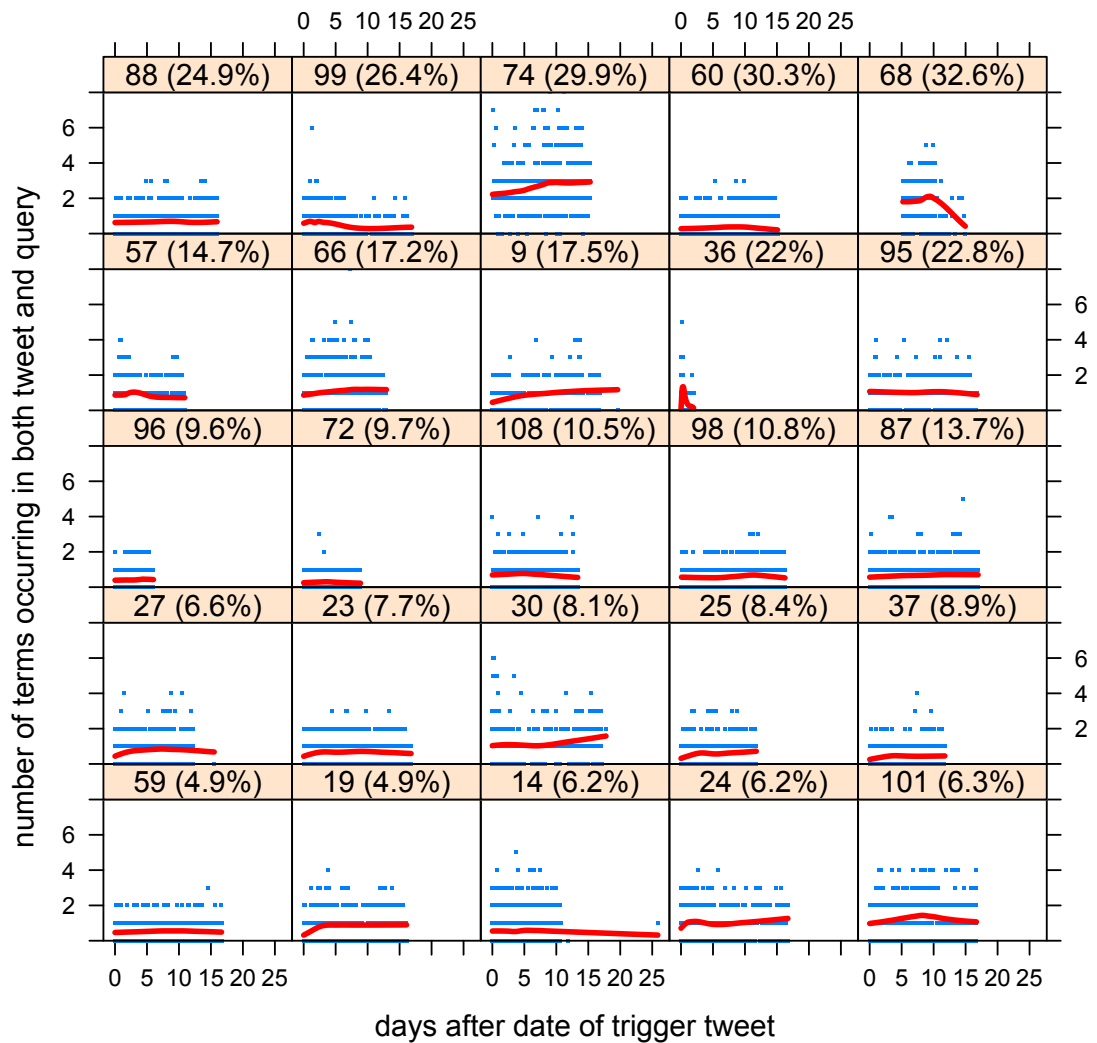 0 5 10 15 20 25 0 5 10 15 20 25
88 (24.9%) 99 (26.4%) 74 (29.9%) 60 (30.3%) 68 (32.6%)
6
4
2
57 (14.7%) 66 (17.2%) 9 (17.5%) 36 (22%) 95 (22.8%)
6
4
2
96 (9.6%) 72 (9.7%) 108 (10.5%) 98 (10.8%) 87 (13.7%)
6
4
2
27 (6.6%) 23 (7.7%) 30 (8.1%) 25 (8.4%) 37 (8.9%)
6
4
2
59 (4.9%) 19 (4.9%) 14 (6.2%) 24 (6.2%) 101 (6.3%)
6
4
2
0 5 10 15 20 25 0 5 10 15 20 25 0 5 10 15 20 25
days after date of trigger tweet
number of terms occurring in both tweet and query